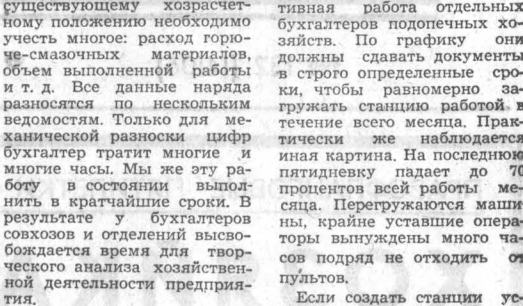 существующему хозрасчет-
ному положению необходимо
учесть многое: расход горю-
че-смазочных материалов,
объем выполненной работы
и т. д. Все данные наряда
разносятся по нескольким
ведомостям. Только для ме-
ханической разноски цифр
бухгалтер тратит многие и
многие часы. Мы же эту ра-
боту в состоянии выпол-
нить в кратчайшие сроки. В
результате у бухгалтеров
совхозов и отделений высво-
бождается время для твор-
ческого анализа хозяйствен-
ной деятельности предприя-
тия.
тивная работа отдельных
бухгалтеров подопечных хо-
зяйств. По графику они
должны сдавать документы
в строго определенные сро-
ки, чтобы равномерно за-
гружать станцию работой в
течение всего месяца. Прак-
тически же наблюдается
иная картина. На последнюю
пятидневку падает до 70
процентов всей работы ме-
сяца. Перегружаются маши-
ны, крайне уставшие опера-
торы вынуждены много ча-
сов подряд не отходить от
пультов.
Если создать станции ус-